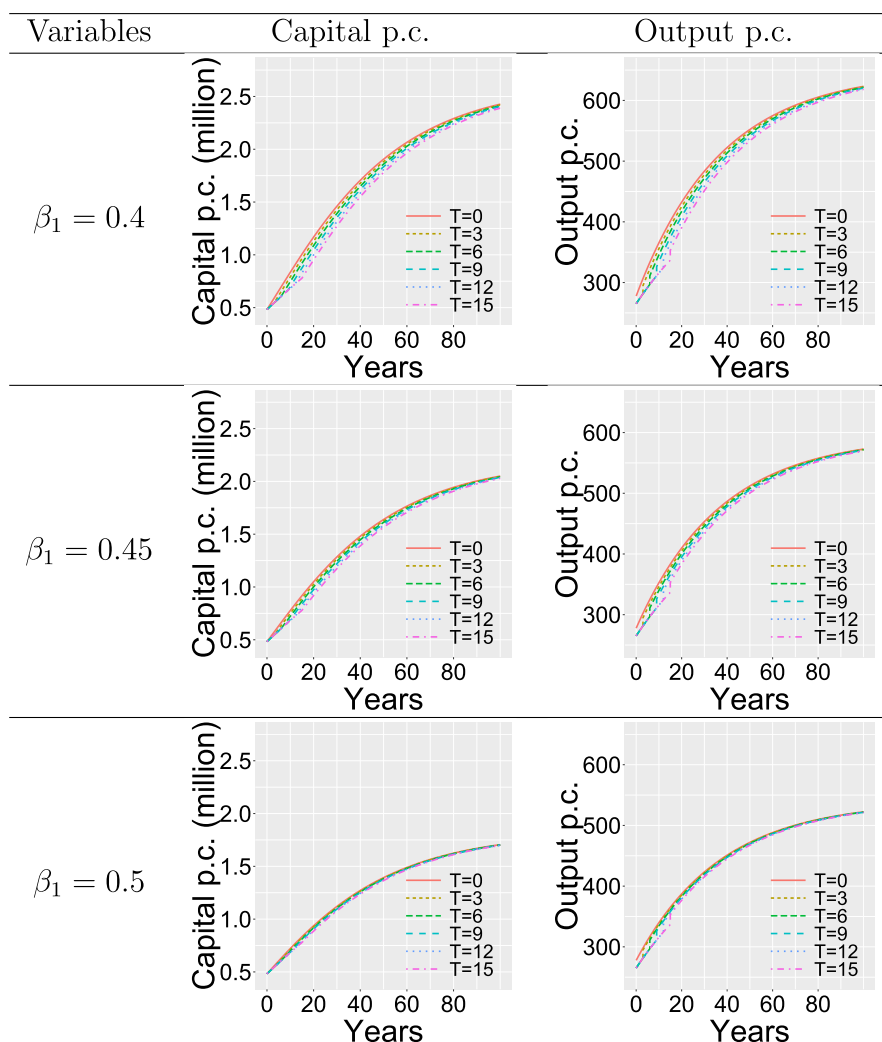 Variables Capital p.c. Output p.c.
β₁ = 0.4
Capital p.c. (million)
2.5
2.0
1.5
1.0
0.5
T=0
T=3
T=6
T=9
T=12
T=15
0 20 40 60 80
Years
Output p.c.
600
500
400
300
T=0
T=3
T=6
T=9
T=12
T=15
0 20 40 60 80
Years
β₁ = 0.45
Capital p.c. (million)
2.5
2.0
1.5
1.0
0.5
T=0
T=3
T=6
T=9
T=12
T=15
0 20 40 60 80
Years
Output p.c.
600
500
400
300
T=0
T=3
T=6
T=9
T=12
T=15
0 20 40 60 80
Years
β₁ = 0.5
Capital p.c. (million)
2.5
2.0
1.5
1.0
0.5
T=0
T=3
T=6
T=9
T=12
T=15
0 20 40 60 80
Years
Output p.c.
600
500
400
300
T=0
T=3
T=6
T=9
T=12
T=15
0 20 40 60 80
Years